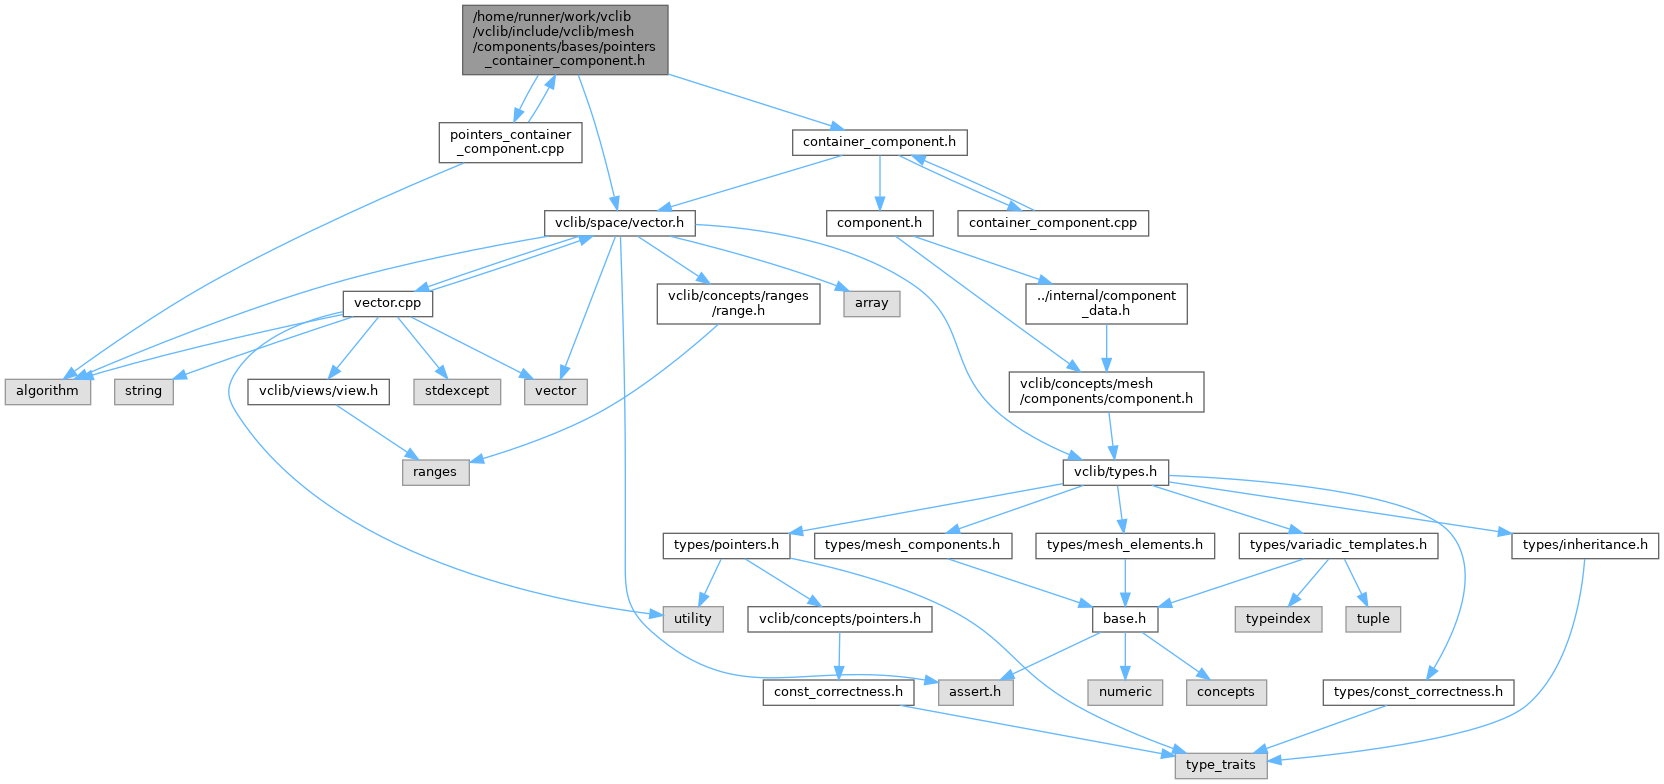 /home/runner/work/vclib
/vclib/include/vclib/mesh
/components/bases/pointers
_container_component.h
pointers_container
_component.cpp
container_component.h
vclib/space/vector.h
component.h
container_component.cpp
vector.cpp
vclib/concepts/ranges
/range.h
array
../internal/component
_data.h
algorithm
string
vclib/views/view.h
stdexcept
vector
vclib/concepts/mesh
/components/component.h
ranges
vclib/types.h
types/pointers.h
types/mesh_components.h
types/mesh_elements.h
types/variadic_templates.h
types/inheritance.h
utility
vclib/concepts/pointers.h
base.h
typeindex
tuple
const_correctness.h
assert.h
numeric
concepts
types/const_correctness.h
type_traits